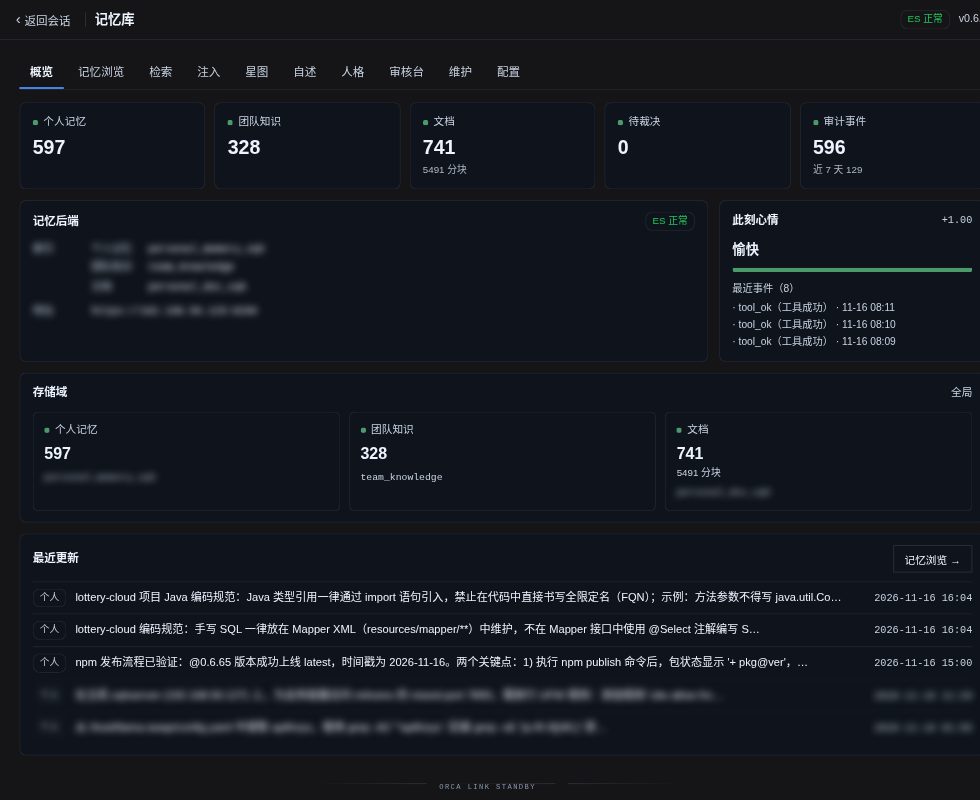 ‹ 返回会话 记忆库 ES 正常 v0.6.
概览 记忆浏览 检索 注入 星图 自述 人格 审核台 维护 配置
个人记忆 团队知识 文档 待裁决 审计事件
597 328 741 0 596
5491 分块 近 7 天 129
记忆后端 ES 正常
此刻心情 +1.00
愉快
最近事件（8）
· tool_ok（工具成功） · 11-16 08:11
· tool_ok（工具成功） · 11-16 08:10
· tool_ok（工具成功） · 11-16 08:09
存储域 全局
个人记忆 团队知识 文档
597 328 741
team_knowledge 5491 分块
最近更新 记忆浏览 →
个人 lottery-cloud 项目 Java 编码规范：Java 类型引用一律通过 import 语句引入，禁止在代码中直接书写全限定名（FQN）；示例：方法参数不得写 java.util.Co… 2026-11-16 16:04
个人 lottery-cloud 编码规范：手写 SQL 一律放在 Mapper XML（resources/mapper/**）中维护，不在 Mapper 接口中使用 @Select 注解编写 S… 2026-11-16 16:04
个人 npm 发布流程已验证：@0.6.65 版本成功上线 latest，时间戳为 2026-11-16。两个关键点：1) 执行 npm publish 命令后，包状态显示 '+ pkg@ver'，… 2026-11-16 15:00
ORCA LINK STANDBY